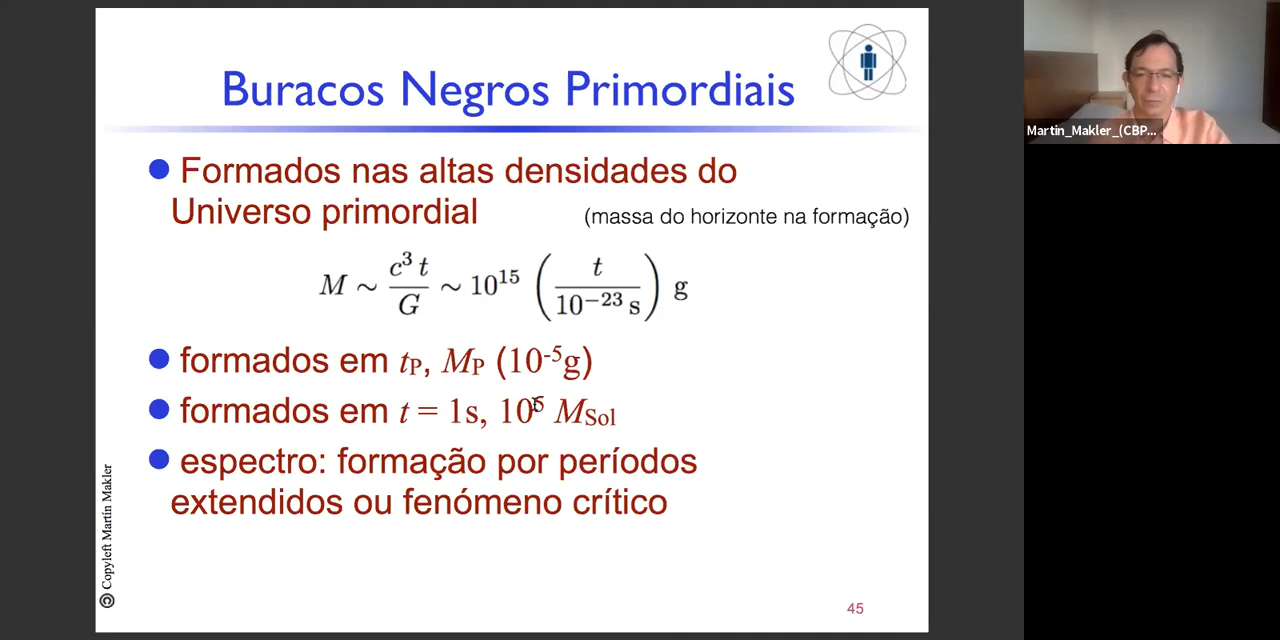 Buracos Negros Primordiais
Formados nas altas densidades do
Universo primordial
(massa do horizonte na formação)
M ~ c³ t / G ~ 10¹⁵ ( t / 10⁻²³ s ) g
formados em tP, MP (10⁻⁵g)
formados em t = 1s, 10⁵ MSol
espectro: formação por períodos
extendidos ou fenómeno crítico
© Copyleft Martín Makler
45
Martin_Makler_(CBP...